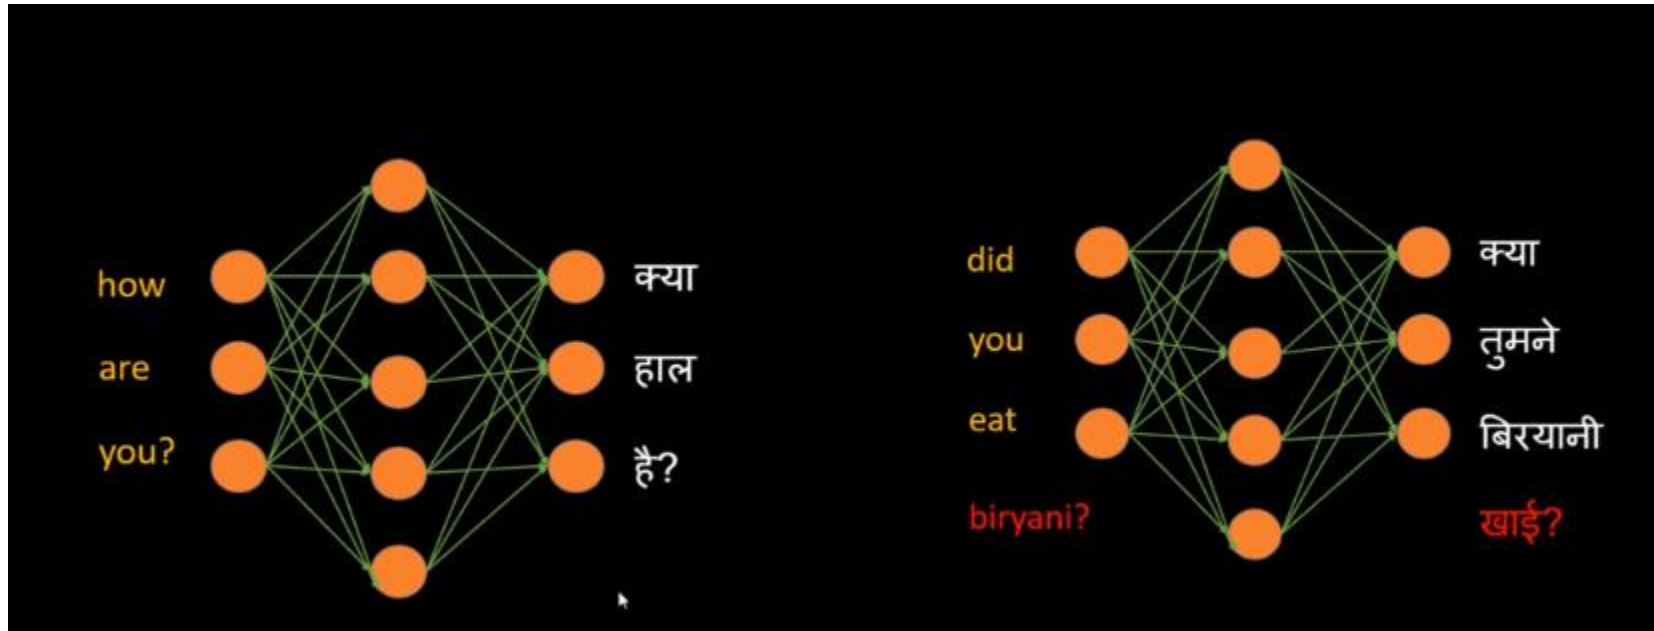 how
are
you?
क्या
हाल
है?
did
you
eat
biryani?
क्या
तुमने
बिरयानी
खाई?